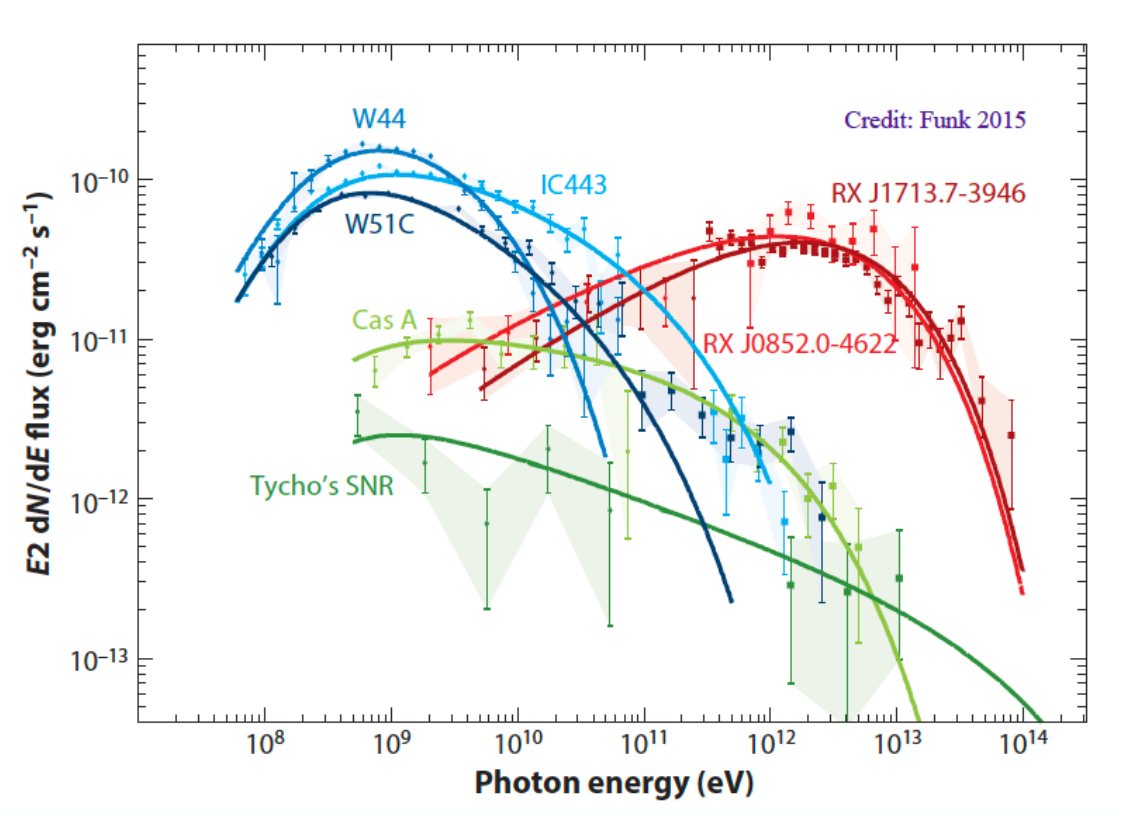 W44
Credit: Funk 2015
IC443
RX J1713.7-3946
W51C
Cas A
RX J0852.0-4622
Tycho's SNR
10⁻¹⁰
10⁻¹¹
10⁻¹²
10⁻¹³
E2 dN/dE flux (erg cm⁻² s⁻¹)
10⁸ 10⁹ 10¹⁰ 10¹¹ 10¹² 10¹³ 10¹⁴
Photon energy (eV)